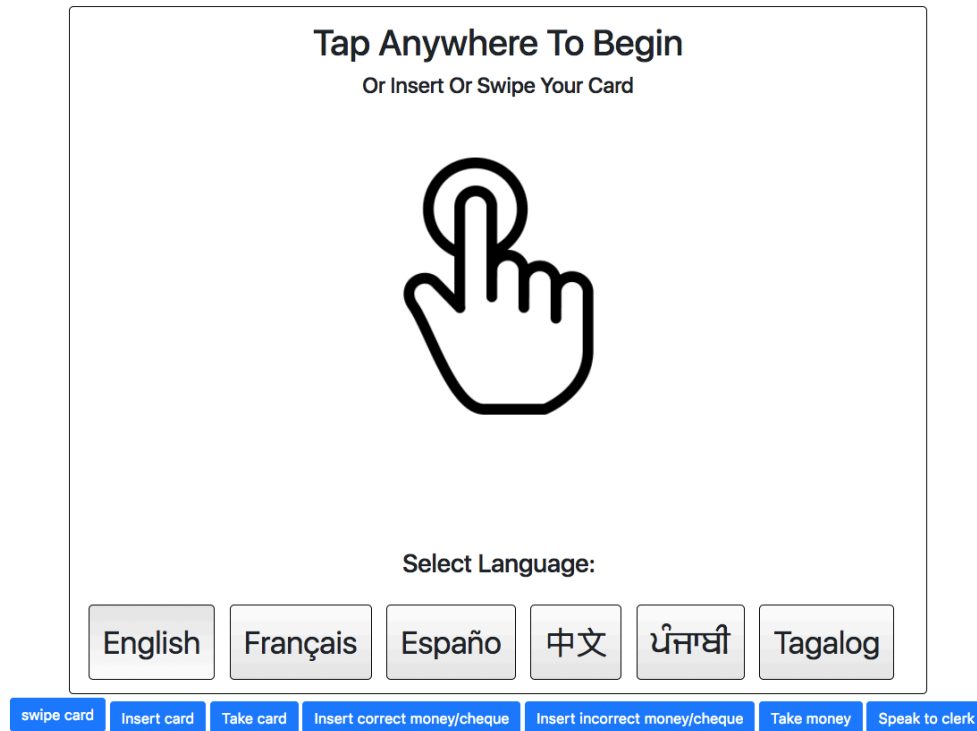 Tap Anywhere To Begin
Or Insert Or Swipe Your Card
Select Language:
English Français Españo 中文 ਪੰਜਾਬੀ Tagalog
swipe card Insert card Take card Insert correct money/cheque Insert incorrect money/cheque Take money Speak to clerk